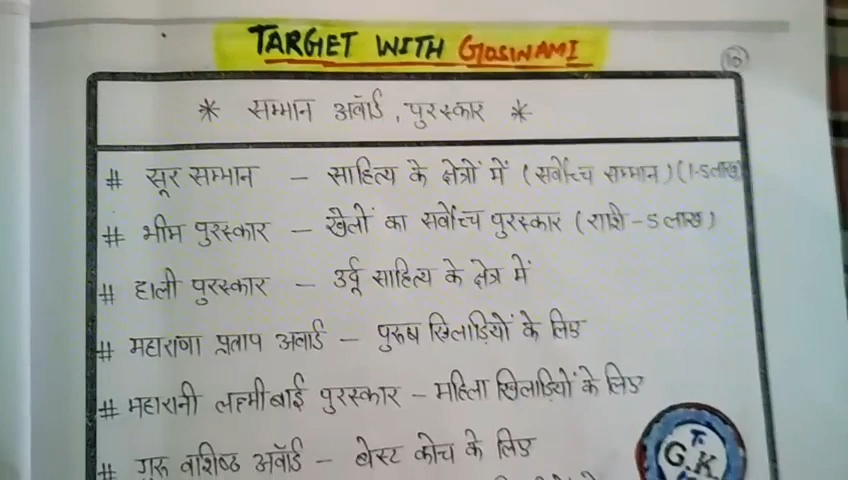 TARGET WITH GOSWAMI
10
* सम्मान अवॉर्ड, पुरस्कार *
# सूर सम्मान - साहित्य के क्षेत्रों में (सर्वोच्च सम्मान) (1-5लाख)
# भीम पुरस्कार - खेलों का सर्वोच्च पुरस्कार (राशि - 5 लाख)
# हाली पुरस्कार - उर्दू साहित्य के क्षेत्र में
# महाराणा प्रताप अवार्ड - पुरुष खिलाड़ियों के लिए
# महारानी लक्ष्मीबाई पुरस्कार - महिला खिलाड़ियों के लिए
# गुरु वाशिष्ठ अवॉर्ड - बेस्ट कोच के लिए
G.K